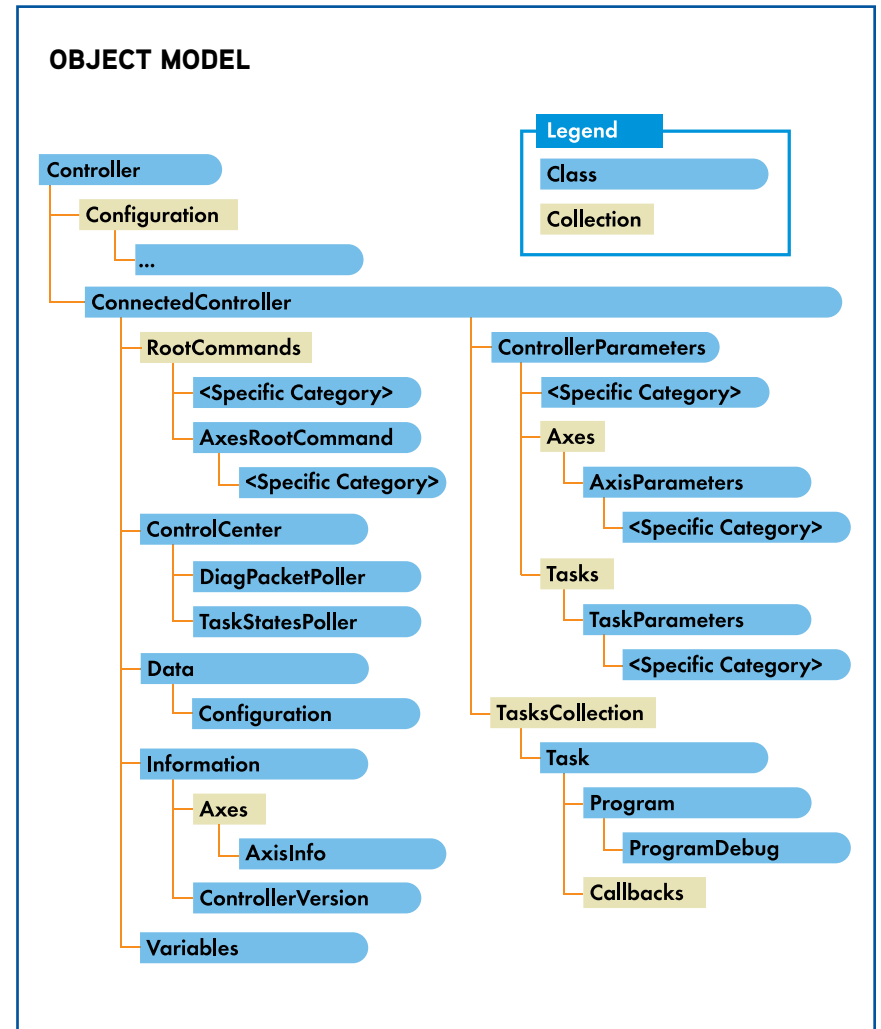 OBJECT MODEL
Legend
Class
Collection
Controller
Configuration
...
ConnectedController
RootCommands
<Specific Category>
AxesRootCommand
<Specific Category>
ControlCenter
DiagPacketPoller
TaskStatesPoller
Data
Configuration
Information
Axes
AxisInfo
ControllerVersion
Variables
ControllerParameters
<Specific Category>
Axes
AxisParameters
<Specific Category>
Tasks
TaskParameters
<Specific Category>
TasksCollection
Task
Program
ProgramDebug
Callbacks